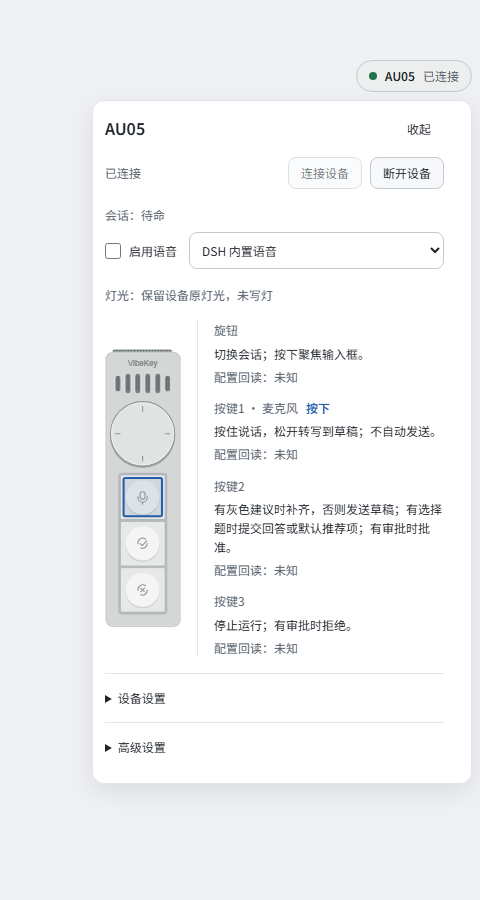 AU05 已连接
AU05
收起
已连接
连接设备
断开设备
会话：待命
启用语音
DSH 内置语音
灯光：保留设备原灯光，未写灯
VibeKey
旋钮
切换会话；按下聚焦输入框。
配置回读：未知
按键1 · 麦克风 按下
按住说话，松开转写到草稿；不自动发送。
配置回读：未知
按键2
有灰色建议时补齐，否则发送草稿；有选择
题时提交回答或默认推荐项；有审批时批
准。
配置回读：未知
按键3
停止运行；有审批时拒绝。
配置回读：未知
设备设置
高级设置